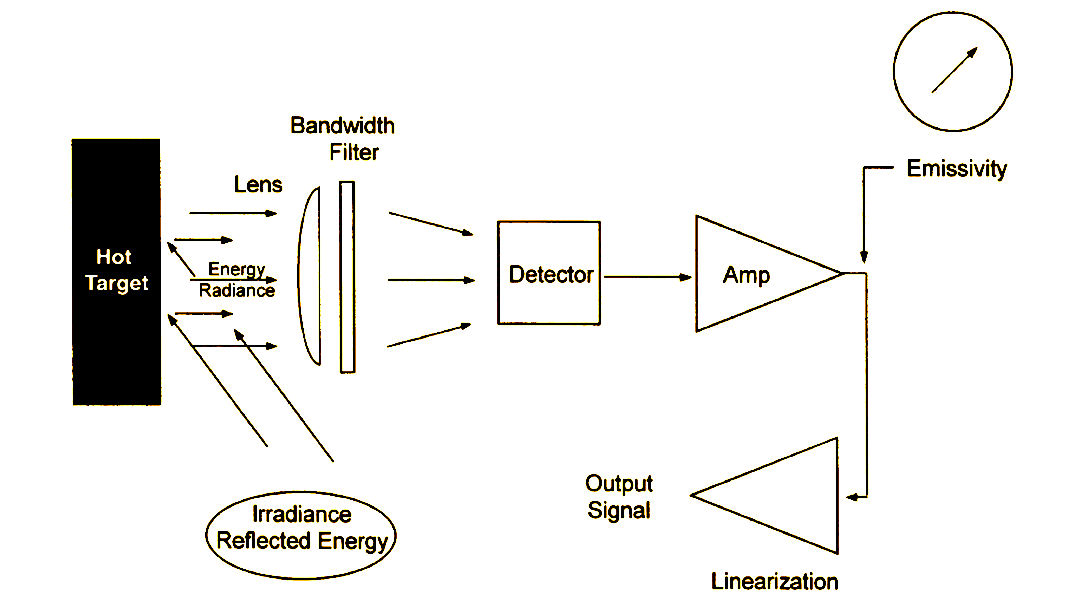 Bandwidth
Filter
Lens
Emissivity
Hot
Target
Energy
Radiance
Detector
Amp
Output
Signal
Irradiance
Reflected Energy
Linearization